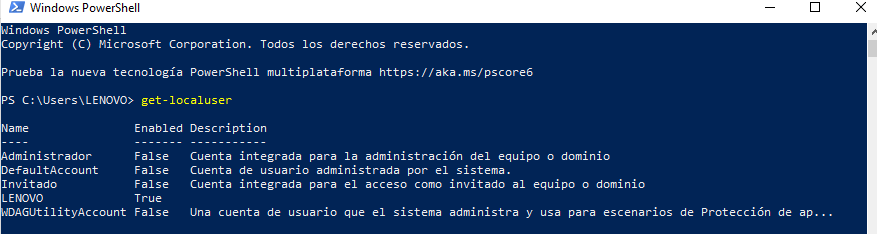 Windows PowerShell
Windows PowerShell
Copyright (C) Microsoft Corporation. Todos los derechos reservados.
Prueba la nueva tecnología PowerShell multiplataforma https://aka.ms/pscore6
PS C:\Users\LENOVO> get-localuser
Name Enabled Description
---- ------- -----------
Administrador False Cuenta integrada para la administración del equipo o dominio
DefaultAccount False Cuenta de usuario administrada por el sistema.
Invitado False Cuenta integrada para el acceso como invitado al equipo o dominio
LENOVO True
WDAGUtilityAccount False Una cuenta de usuario que el sistema administra y usa para escenarios de Protección de ap...